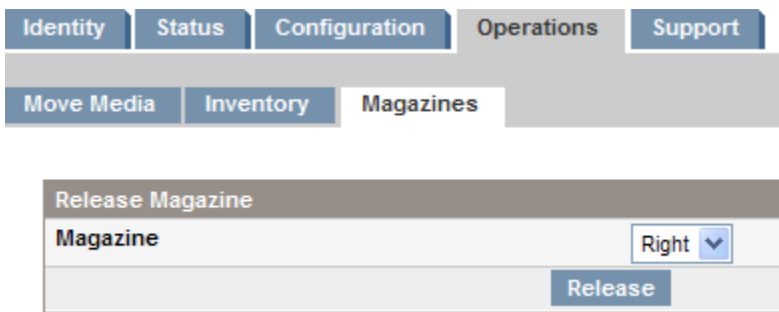 Identity Status Configuration Operations Support
Move Media Inventory Magazines
Release Magazine
Magazine Right
Release